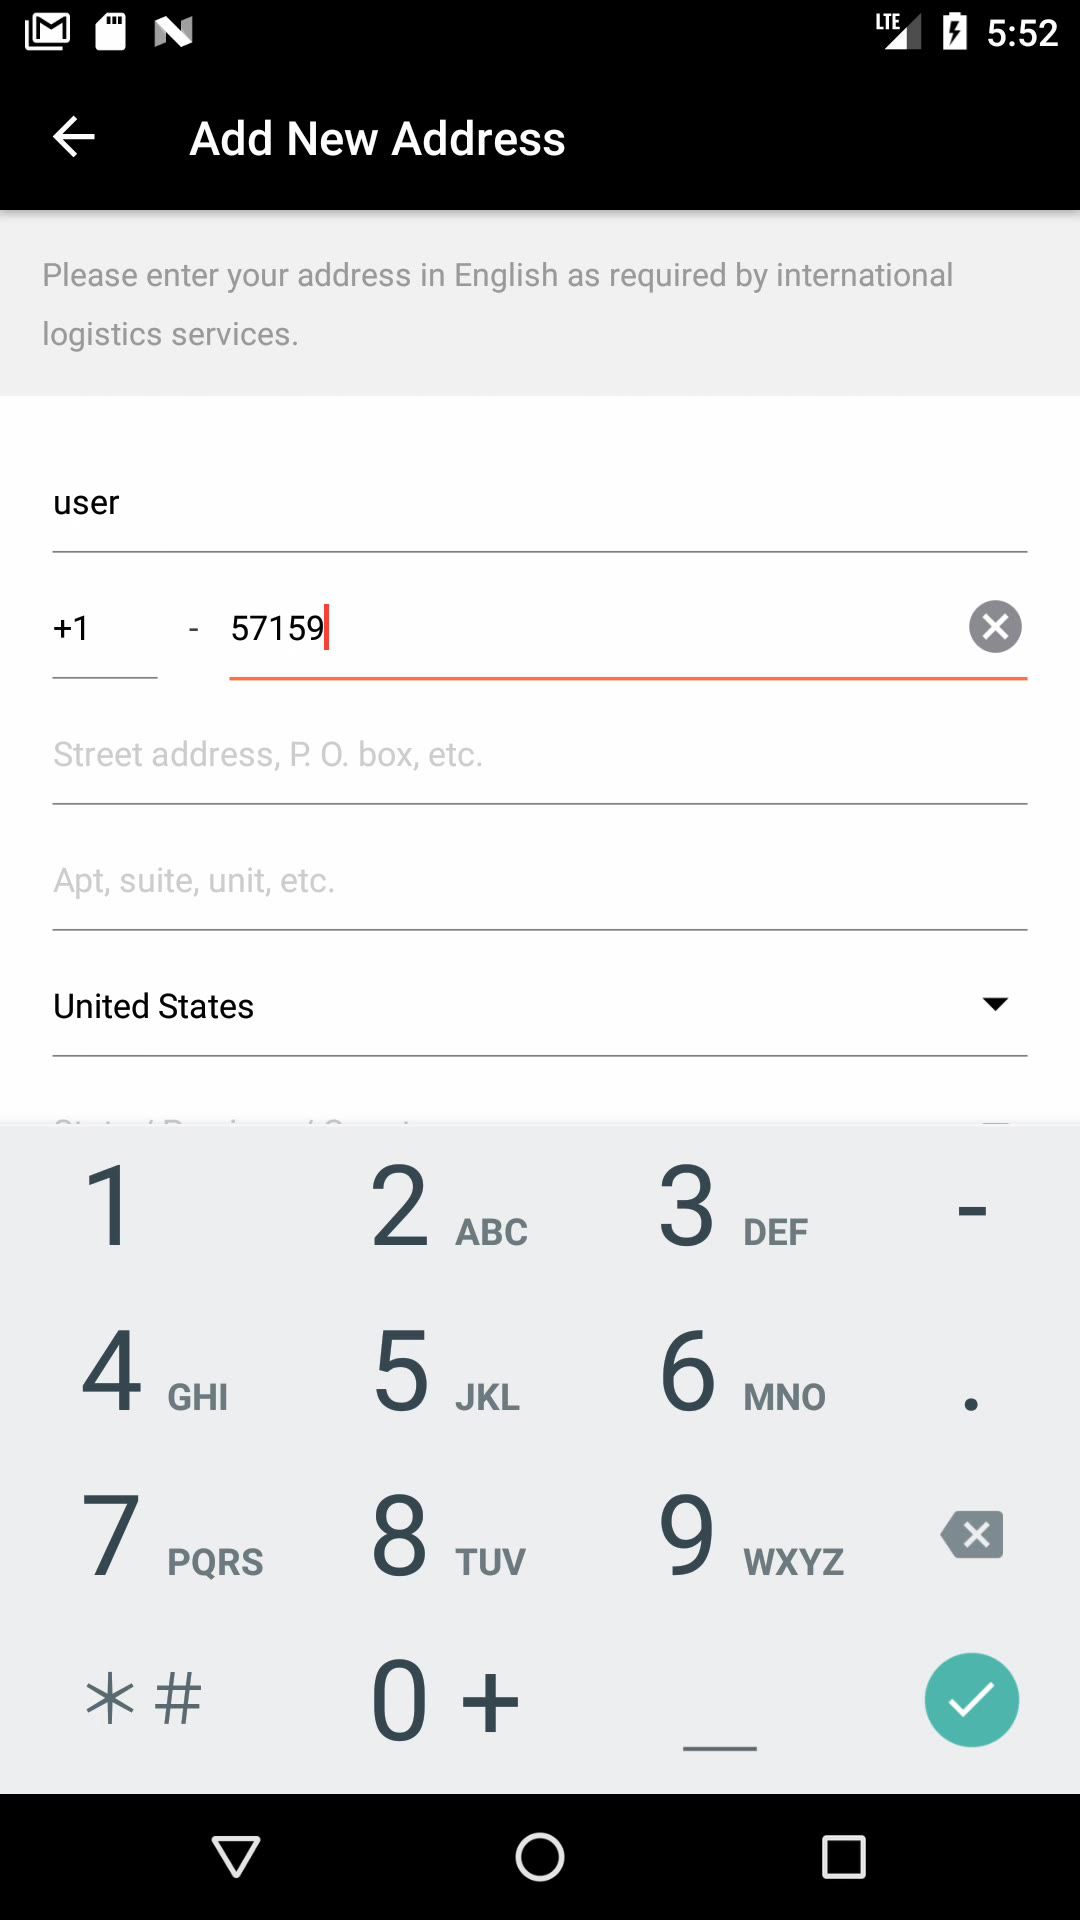 LTE 5:52
Add New Address
Please enter your address in English as required by international
logistics services.
user
+1 - 57159
Street address, P. O. box, etc.
Apt, suite, unit, etc.
United States
1 2 ABC 3 DEF -
4 GHI 5 JKL 6 MNO .
7 PQRS 8 TUV 9 WXYZ
*# 0 + _